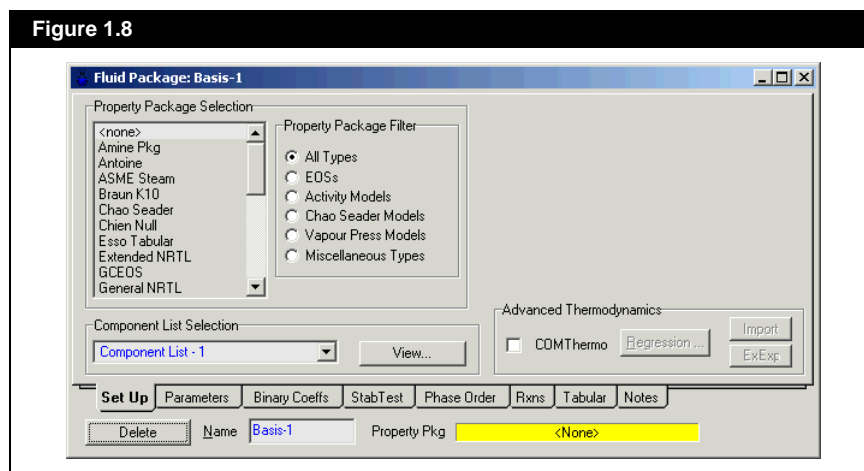 Figure 1.8
Fluid Package: Basis-1
Property Package Selection
<none>
Amine Pkg
Antoine
ASME Steam
Braun K10
Chao Seader
Chien Null
Esso Tabular
Extended NRTL
GCEOS
General NRTL
Property Package Filter
All Types
EOSs
Activity Models
Chao Seader Models
Vapour Press Models
Miscellaneous Types
Component List Selection
Component List - 1
View...
Advanced Thermodynamics
COMThermo
Regression ...
Import
ExExp
Set Up Parameters Binary Coeffs StabTest Phase Order Rxns Tabular Notes
Delete Name Basis-1 Property Pkg <None>